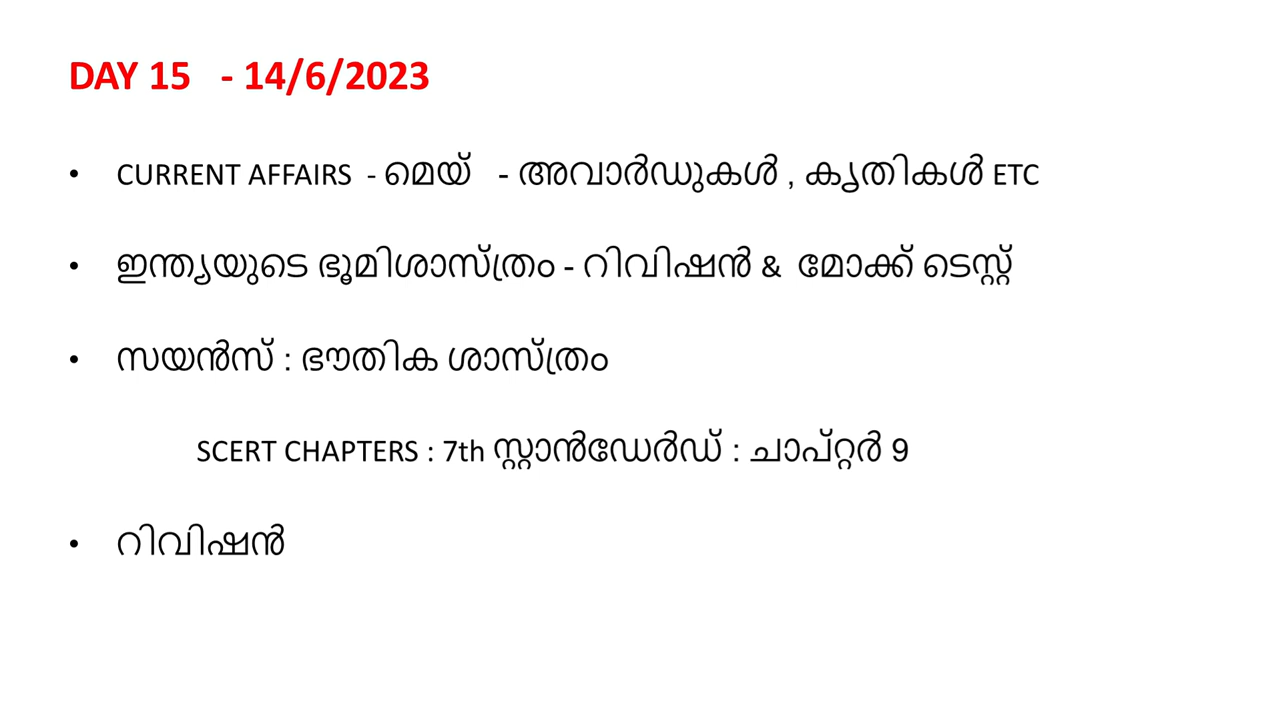 DAY 15 - 14/6/2023
• CURRENT AFFAIRS - മെയ് - അവാർഡുകൾ , കൃതികൾ ETC
• ഇന്ത്യയുടെ ഭൂമിശാസ്ത്രം - റിവിഷൻ & മോക്ക് ടെസ്റ്റ്
• സയൻസ് : ഭൗതിക ശാസ്ത്രം
SCERT CHAPTERS : 7th സ്റ്റാൻഡേർഡ് : ചാപ്റ്റർ 9
• റിവിഷൻ